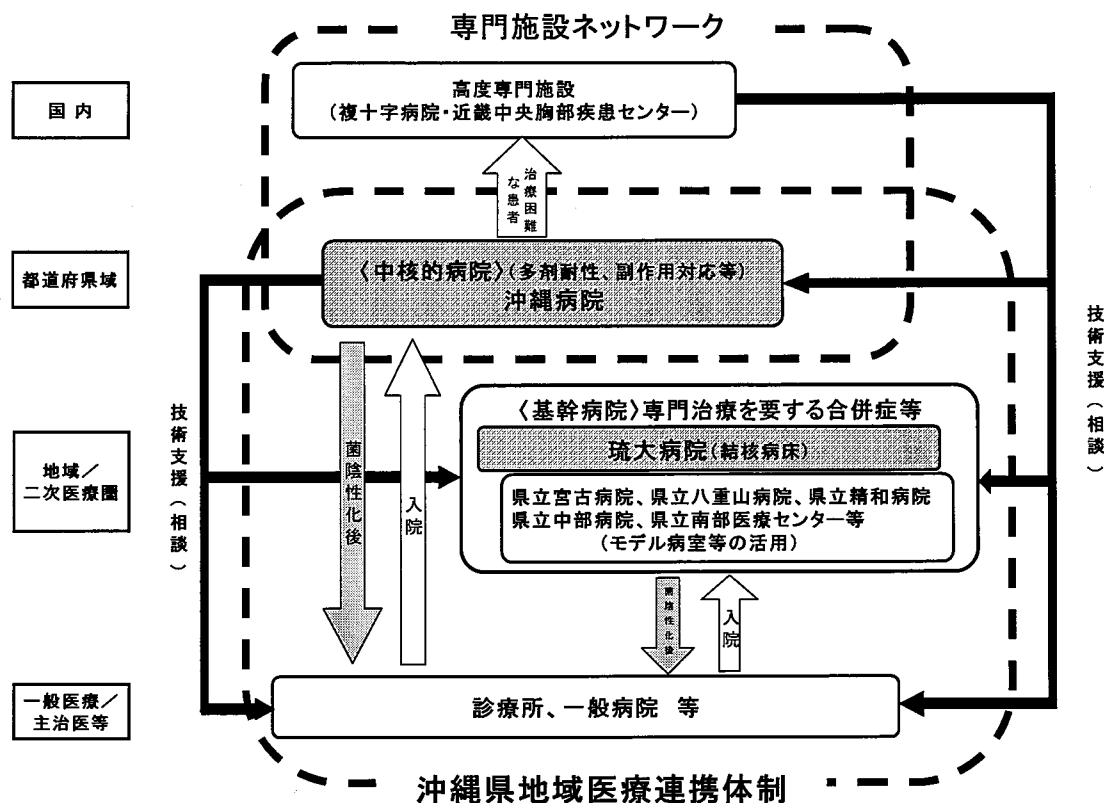 専門施設ネットワーク
国内
高度専門施設
(複十字病院・近畿中央胸部疾患センター)
治療困難
な患者
都道府県域
〈中核的病院〉(多剤耐性、副作用対応等)
沖縄病院
技術支援(相談)
技術支援(相談)
地域/
二次医療圏
菌陰性化後
入院
〈基幹病院〉専門治療を要する合併症等
琉大病院(結核病床)
県立宮古病院、県立八重山病院、県立精和病院
県立中部病院、県立南部医療センター等
(モデル病室等の活用)
菌陰性化後
入院
一般医療/
主治医等
診療所、一般病院 等
沖縄県地域医療連携体制